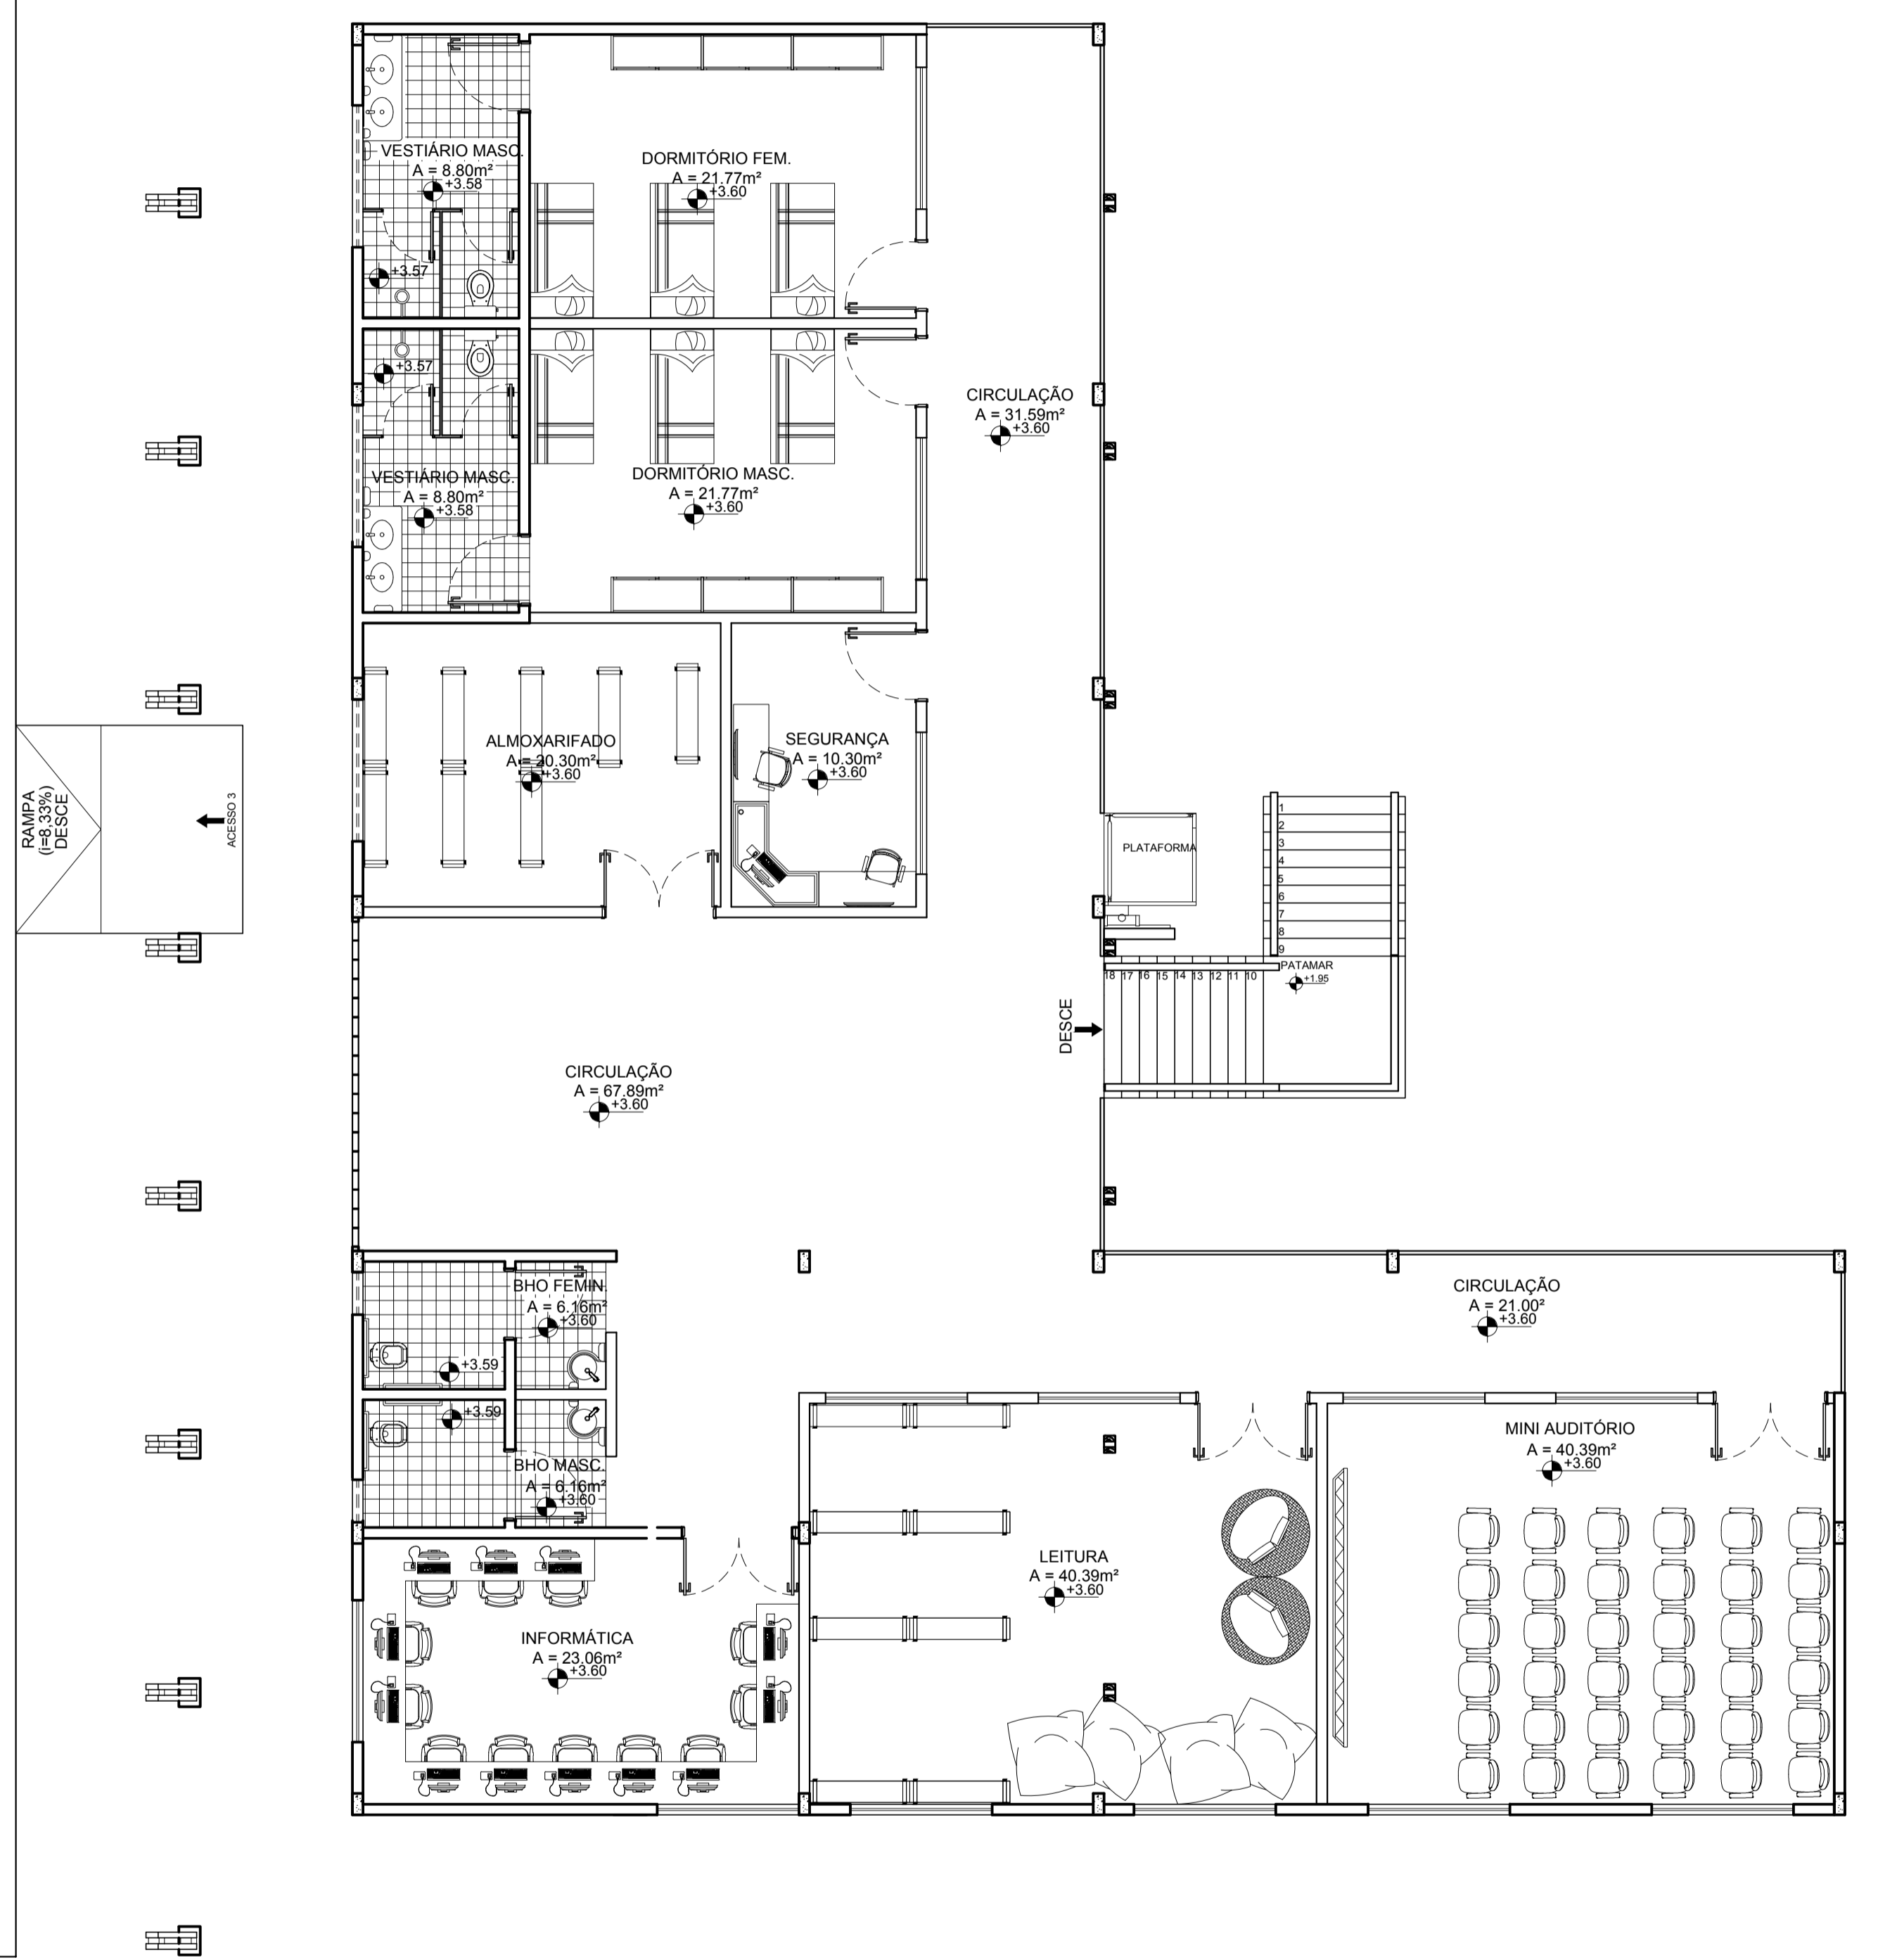 VESTIÁRIO MASC.
A = 8.80m²
+3.58
+3.57
DORMITÓRIO FEM.
A = 21.77m²
+3.60
+3.57
VESTIÁRIO MASC.
A = 8.80m²
+3.58
DORMITÓRIO MASC.
A = 21.77m²
+3.60
CIRCULAÇÃO
A = 31.59m²
+3.60
ALMOXARIFADO
A = 20.30m²
+3.60
SEGURANÇA
A = 10.30m²
+3.60
RAMPA
(i=8,33%)
DESCE
ACESSO 3
PLATAFORMA
1
2
3
4
5
6
7
8
9
18 17 16 15 14 13 12 11 10
PATAMAR
+1.95
DESCE
CIRCULAÇÃO
A = 67.89m²
+3.60
BHO FEMIN.
A = 6.16m²
+3.60
+3.59
+3.59
BHO MASC.
A = 6.16m²
+3.60
CIRCULAÇÃO
A = 21.00²
+3.60
MINI AUDITÓRIO
A = 40.39m²
+3.60
LEITURA
A = 40.39m²
+3.60
INFORMÁTICA
A = 23.06m²
+3.60